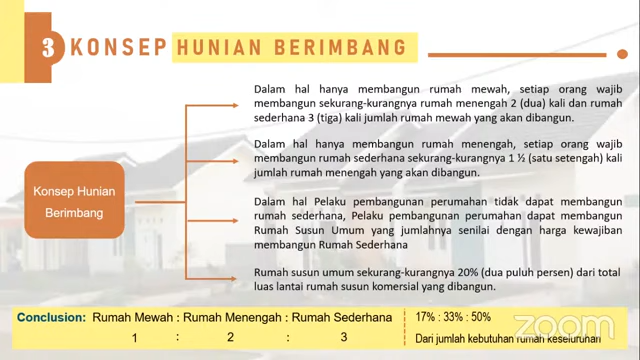 3 KONSEP HUNIAN BERIMBANG
Dalam hal hanya membangun rumah mewah, setiap orang wajib
membangun sekurang-kurangnya rumah menengah 2 (dua) kali dan rumah
sederhana 3 (tiga) kali jumlah rumah mewah yang akan dibangun.
Dalam hal hanya membangun rumah menengah, setiap orang wajib
membangun rumah sederhana sekurang-kurangnya 1 ½ (satu setengah) kali
jumlah rumah menengah yang akan dibangun.
Konsep Hunian
Berimbang
Dalam hal Pelaku pembangunan perumahan tidak dapat membangun
rumah sederhana, Pelaku pembangunan perumahan dapat membangun
Rumah Susun Umum yang jumlahnya senilai dengan harga kewajiban
membangun Rumah Sederhana
Rumah susun umum sekurang-kurangnya 20% (dua puluh persen) dari total
luas lantai rumah susun komersial yang dibangun.
Conclusion: Rumah Mewah : Rumah Menengah : Rumah Sederhana
1 : 2 : 3
17% : 33% : 50%
Dari jumlah kebutuhan rumah keseluruhan
zoom